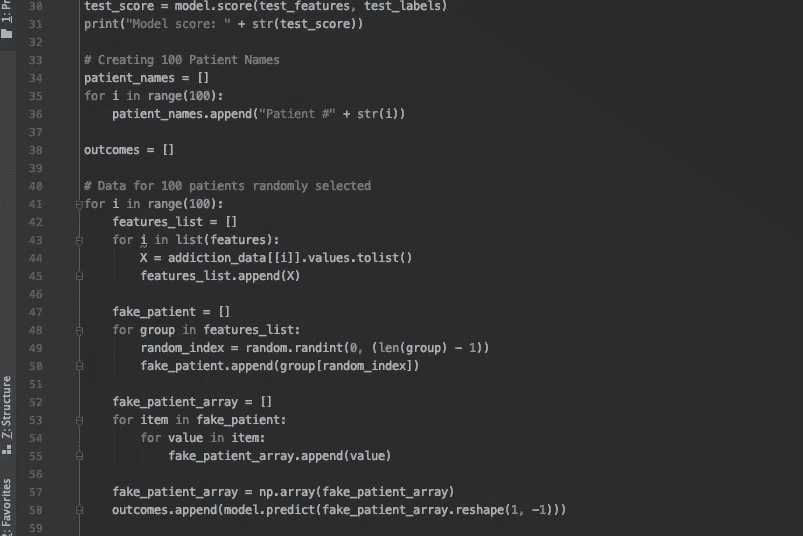 30 test_score = model.score(test_features, test_labels)
31 print("Model score: " + str(test_score))
32
33 # Creating 100 Patient Names
34 patient_names = []
35 for i in range(100):
36     patient_names.append("Patient #" + str(i))
37
38 outcomes = []
39
40 # Data for 100 patients randomly selected
41 for i in range(100):
42     features_list = []
43     for i in list(features):
44         X = addiction_data[[i]].values.tolist()
45         features_list.append(X)
46
47     fake_patient = []
48     for group in features_list:
49         random_index = random.randint(0, (len(group) - 1))
50         fake_patient.append(group[random_index])
51
52     fake_patient_array = []
53     for item in fake_patient:
54         for value in item:
55             fake_patient_array.append(value)
56
57     fake_patient_array = np.array(fake_patient_array)
58     outcomes.append(model.predict(fake_patient_array.reshape(1, -1)))
59
1: Pr
Z: Structure
2: Favorites